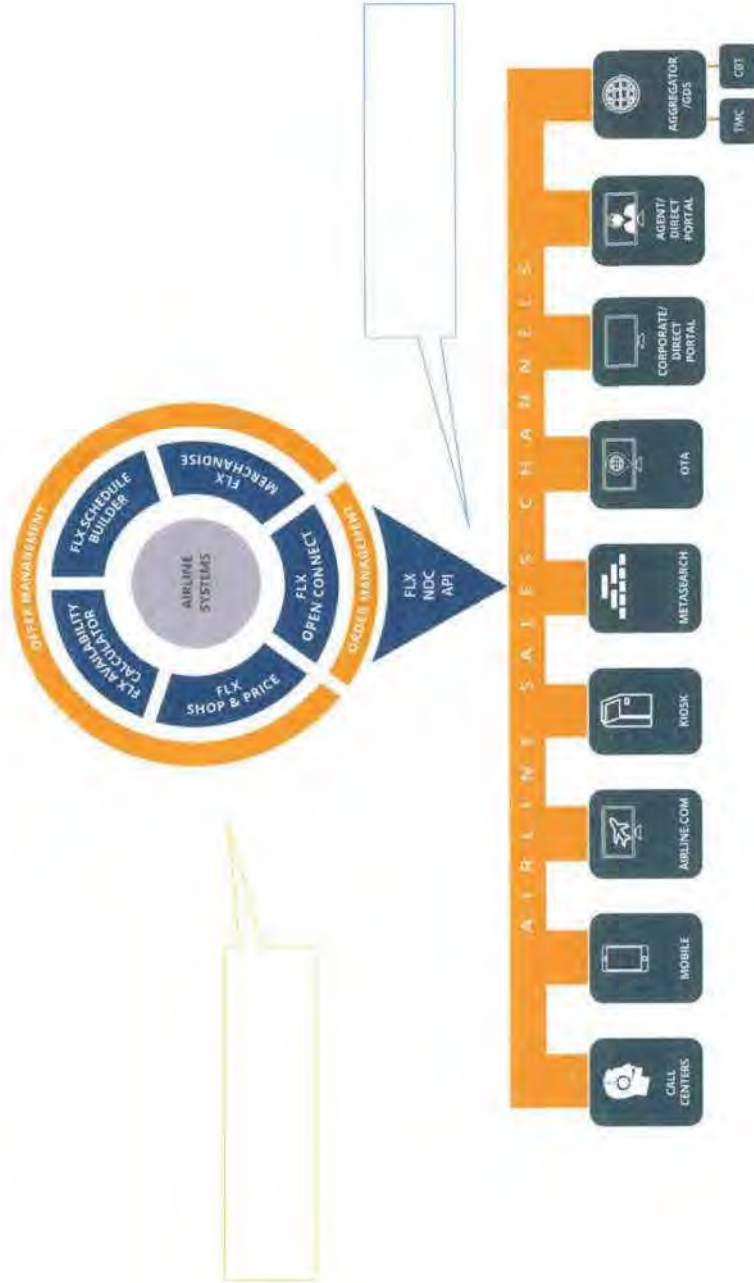 OFFER MANAGEMENT
FLX AVAILABILITY
CALCULATOR
FLX SCHEDULE
BUILDER
FLX
SHOP & PRICE
AIRLINE
SYSTEMS
FLX
MERCHANDISE
FLX
OPEN CONNECT
ORDER MANAGEMENT
FLX
NDC
API
AIRLINE SALES CHANNELS
CALL
CENTERS
MOBILE
AIRLINE.COM
KIOSK
METASEARCH
OTA
CORPORATE/
DIRECT
PORTAL
AGENT/
DIRECT
PORTAL
AGGREGATOR
/GDS
TMC
CBT